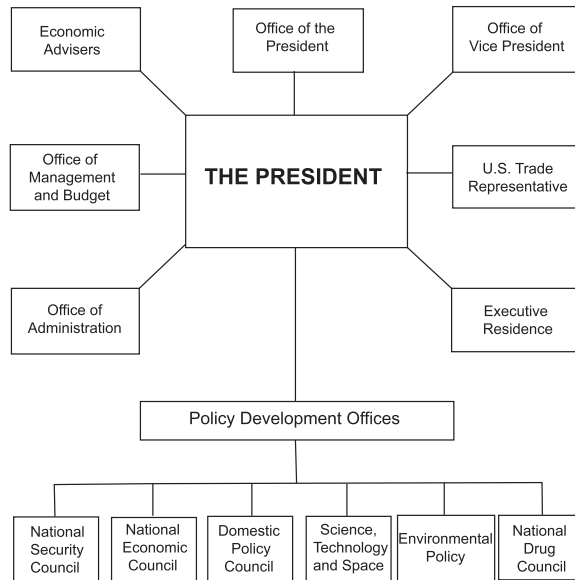 Economic
Advisers
Office of the
President
Office of
Vice President
Office of
Management
and Budget
THE PRESIDENT
U.S. Trade
Representative
Office of
Administration
Executive
Residence
Policy Development Offices
National
Security
Council
National
Economic
Council
Domestic
Policy
Council
Science,
Technology
and Space
Environmental
Policy
National
Drug
Council